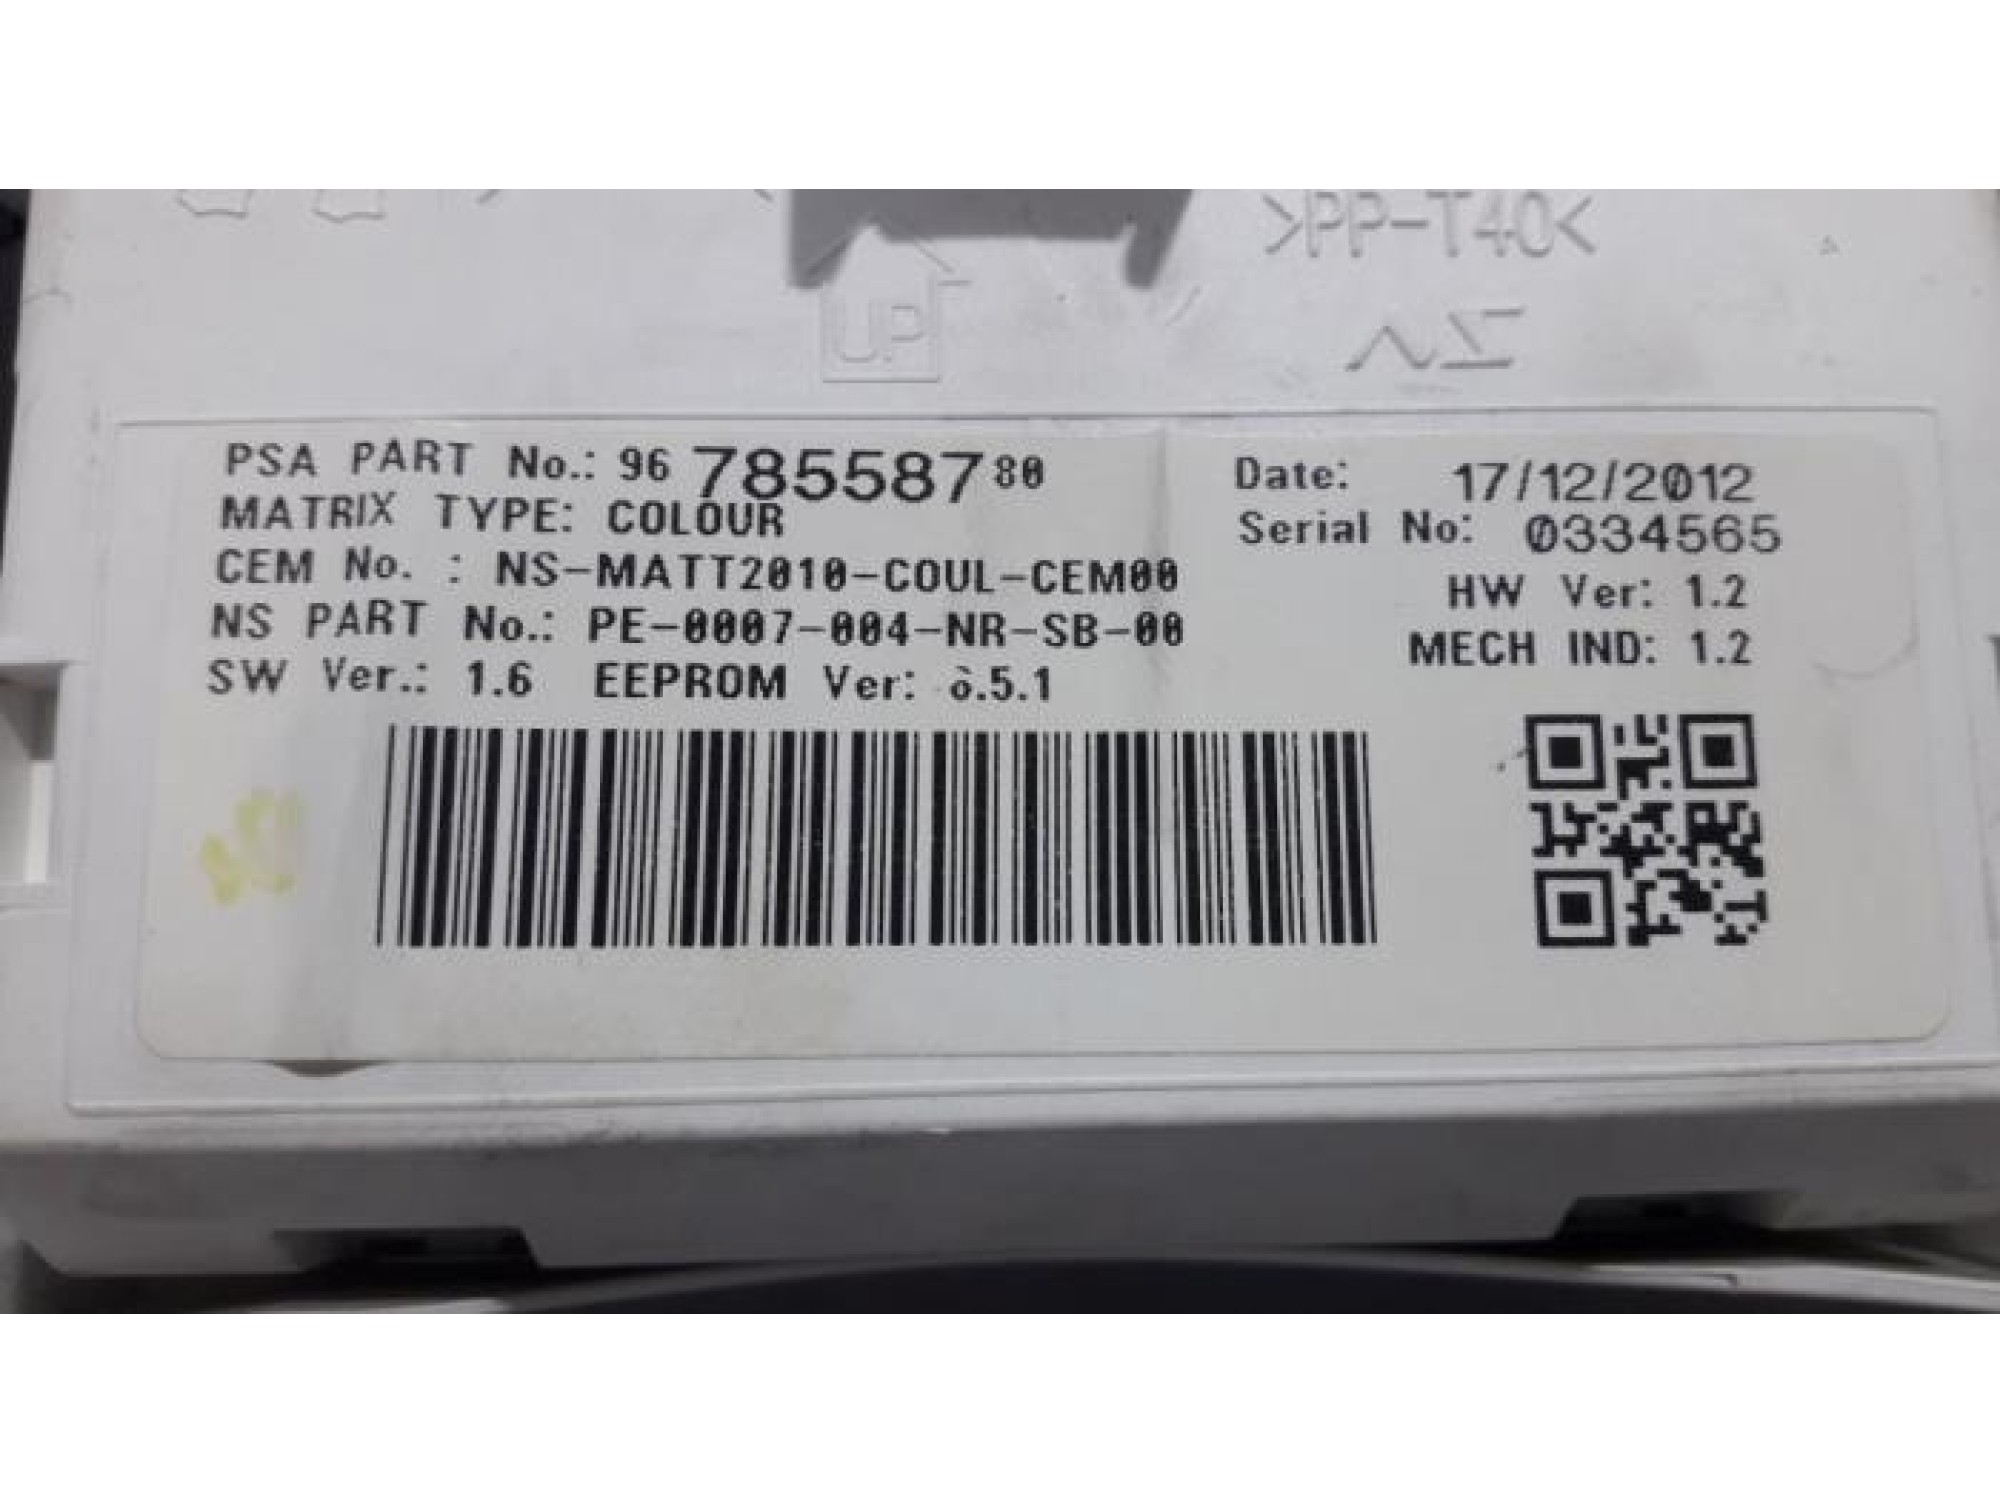 >PP-T40<
UP
PSA PART No.: 96 785587 80
MATRIX TYPE: COLOUR
CEM No. : NS-MATT2010-COUL-CEM00
NS PART No.: PE-0007-004-NR-SB-00
SW Ver.: 1.6 EEPROM Ver: ò.5.1
Date: 17/12/2012
Serial No: 0334565
HW Ver: 1.2
MECH IND: 1.2